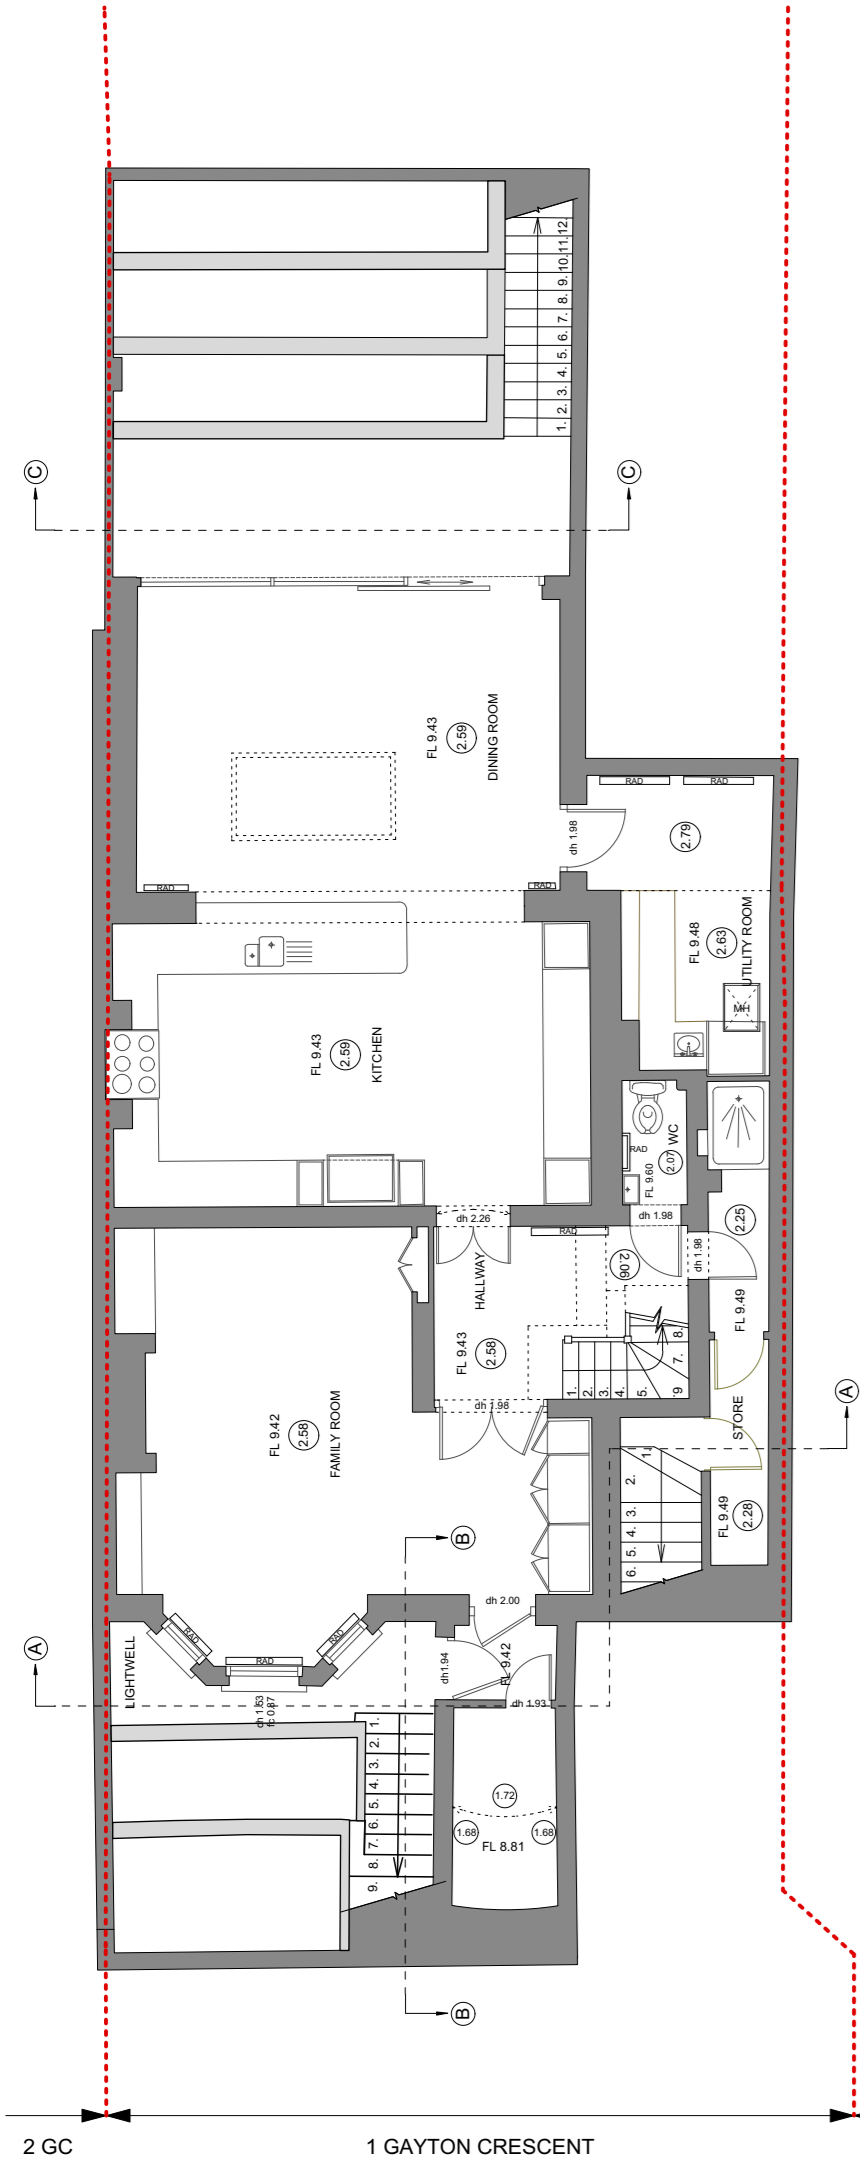 12.
11.
10.
9.
8.
7.
6.
5.
4.
3.
2.
1.
C
C
FL 9.43
2.59
DINING ROOM
RAD
RAD
dh 1.98
2.79
RAD
RAD
FL 9.48
2.63
UTILITY ROOM
MH
FL 9.43
2.59
KITCHEN
RAD
FL 9.60
2.07
WC
dh 2.26
dh 1.98
RAD
dh 1.98
2.25
FL 9.49
HALLWAY
2.06
FL 9.43
2.58
1.
2.
3.
4.
5.
6.
7.
8.
dh 1.98
FL 9.42
2.58
FAMILY ROOM
STORE
A
1.
2.
3.
4.
5.
6.
FL 9.49
2.28
B
dh 2.00
RAD
RAD
RAD
A
LIGHTWELL
dh 1.53
fc 0.87
dh1.94
FL 9.42
dh 1.93
1.
2.
3.
4.
5.
6.
7.
8.
9.
1.72
1.68
1.68
FL 8.81
B
2 GC
1 GAYTON CRESCENT